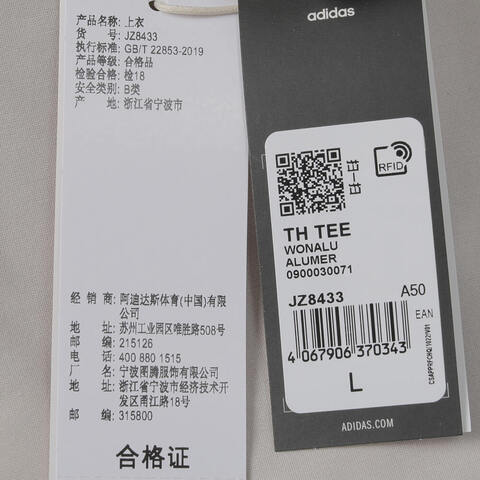 产品名称: 上衣
货 号: JZ8433
执行标准: GB/T 22853-2019
产品等级: 合格品
检验合格: 检18
安全类别: B类
产 地: 浙江省宁波市
经 销 商: 阿迪达斯体育(中国)有限
公司
地 址: 苏州工业园区唯胜路508号
邮 编: 215126
电 话: 400 880 1515
厂 名: 宁波图腾服饰有限公司
地 址: 浙江省宁波市经济技术开
发区甬江路18号
邮 编: 315800
合格证
adidas
RFID
TH TEE
WONALU
ALUMER
0900030071
JZ8433 A50
EAN
4 067906 370343
L
ADIDAS.COM